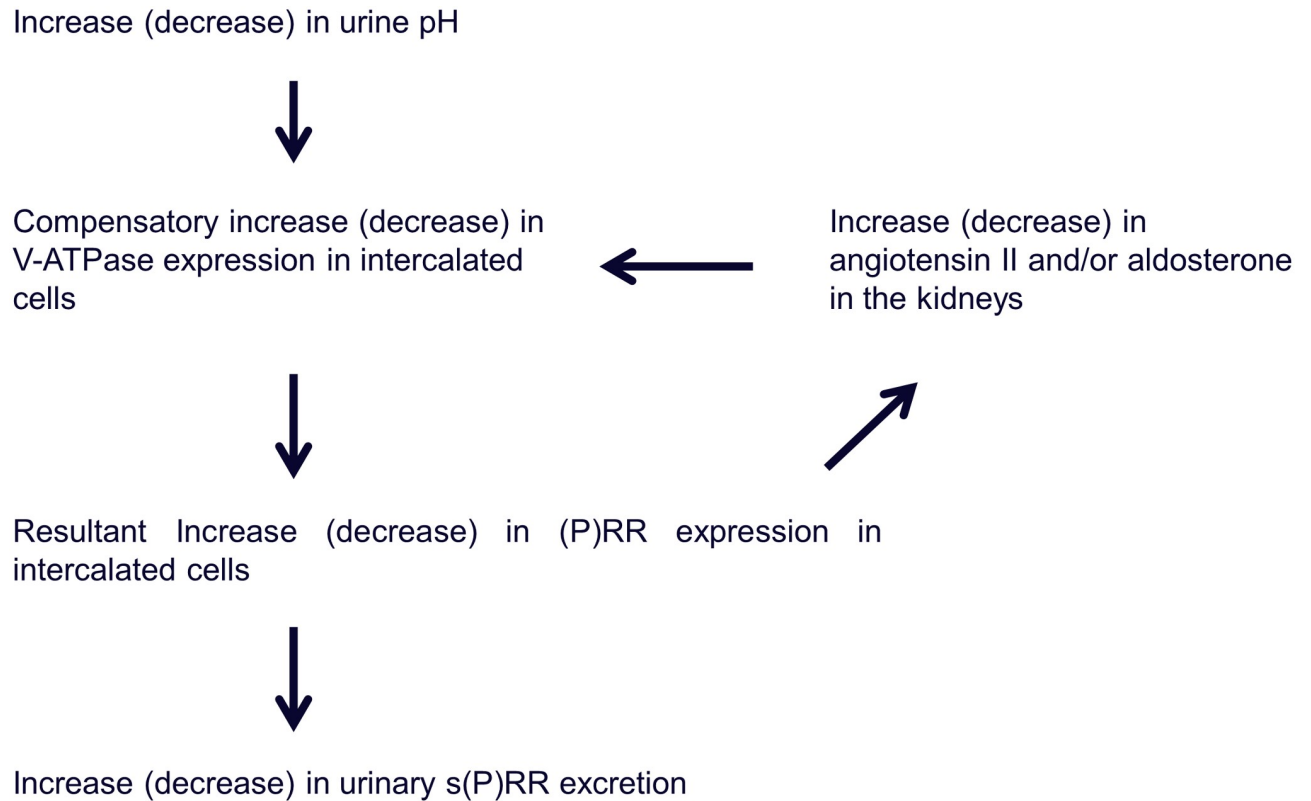 Increase (decrease) in urine pH
Compensatory increase (decrease) in
V-ATPase expression in intercalated
cells
Increase (decrease) in
angiotensin II and/or aldosterone
in the kidneys
Resultant Increase (decrease) in (P)RR expression in
intercalated cells
Increase (decrease) in urinary s(P)RR excretion